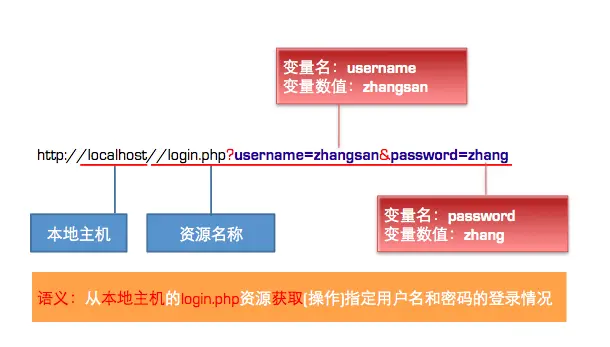 变量名：username
变量数值：zhangsan
http://localhost//login.php?username=zhangsan&password=zhang
本地主机
资源名称
变量名：password
变量数值：zhang
语义：从本地主机的login.php资源获取(操作)指定用户名和密码的登录情况